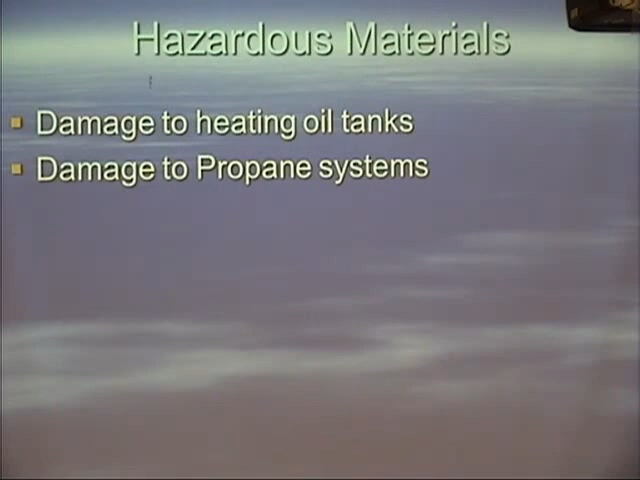 Hazardous Materials
Damage to heating oil tanks
Damage to Propane systems